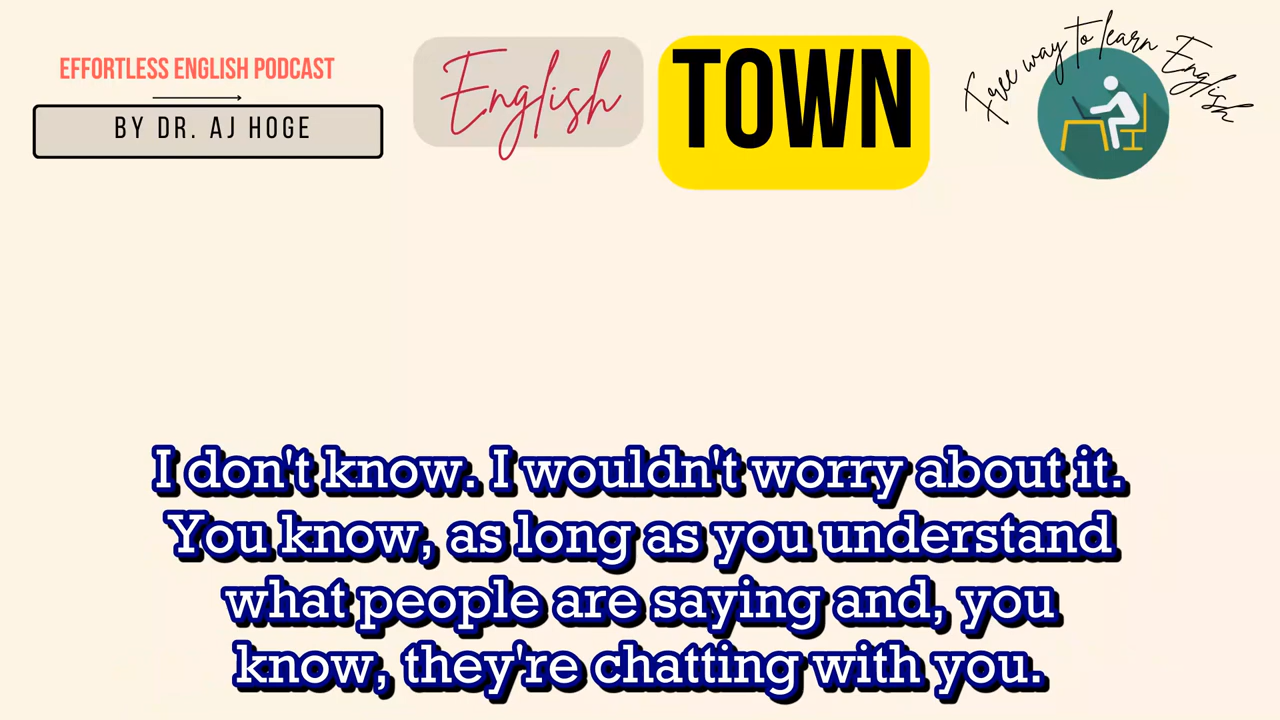 EFFORTLESS ENGLISH PODCAST
BY DR. AJ HOGE
English
TOWN
Free way to learn English
I don't know. I wouldn't worry about it.
You know, as long as you understand
what people are saying and, you
know, they're chatting with you.